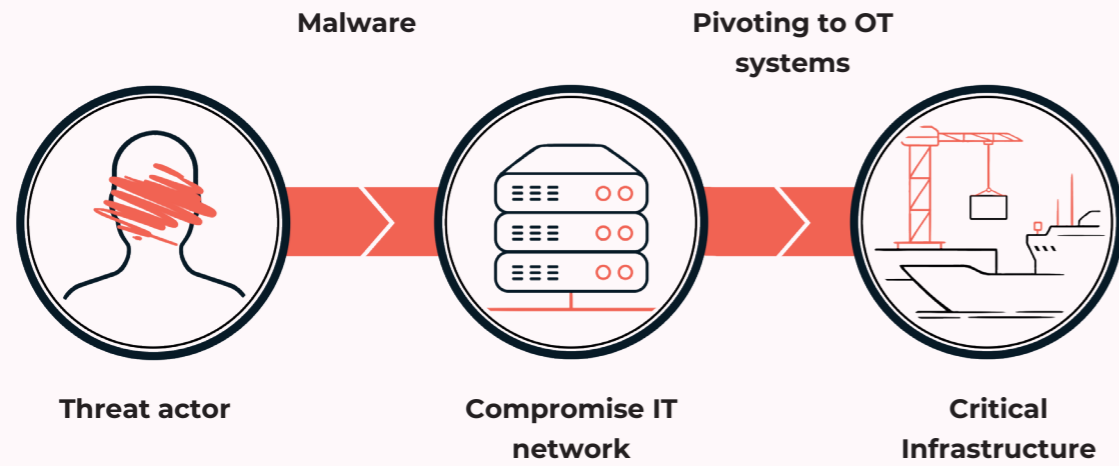 Malware
Pivoting to OT
systems
Threat actor
Compromise IT
network
Critical
Infrastructure